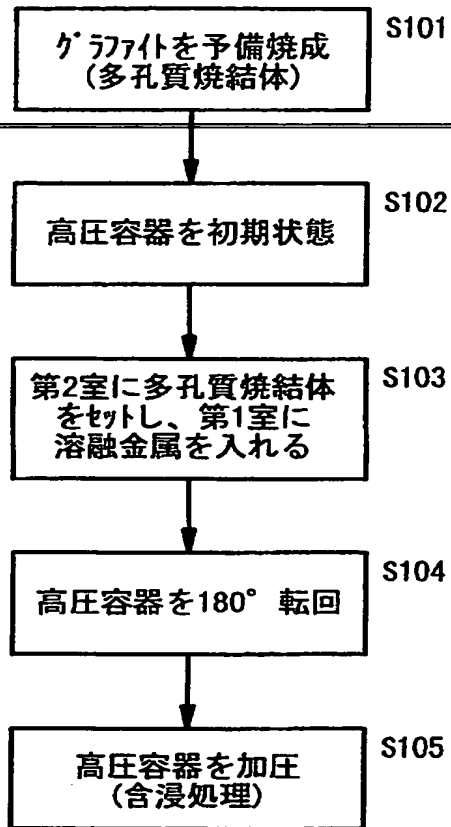 グラファイトを予備焼成
(多孔質焼結体)
S101
高圧容器を初期状態
S102
第2室に多孔質焼結体
をセットし、第1室に
溶融金属を入れる
S103
高圧容器を180° 転回
S104
高圧容器を加圧
(含浸処理)
S105